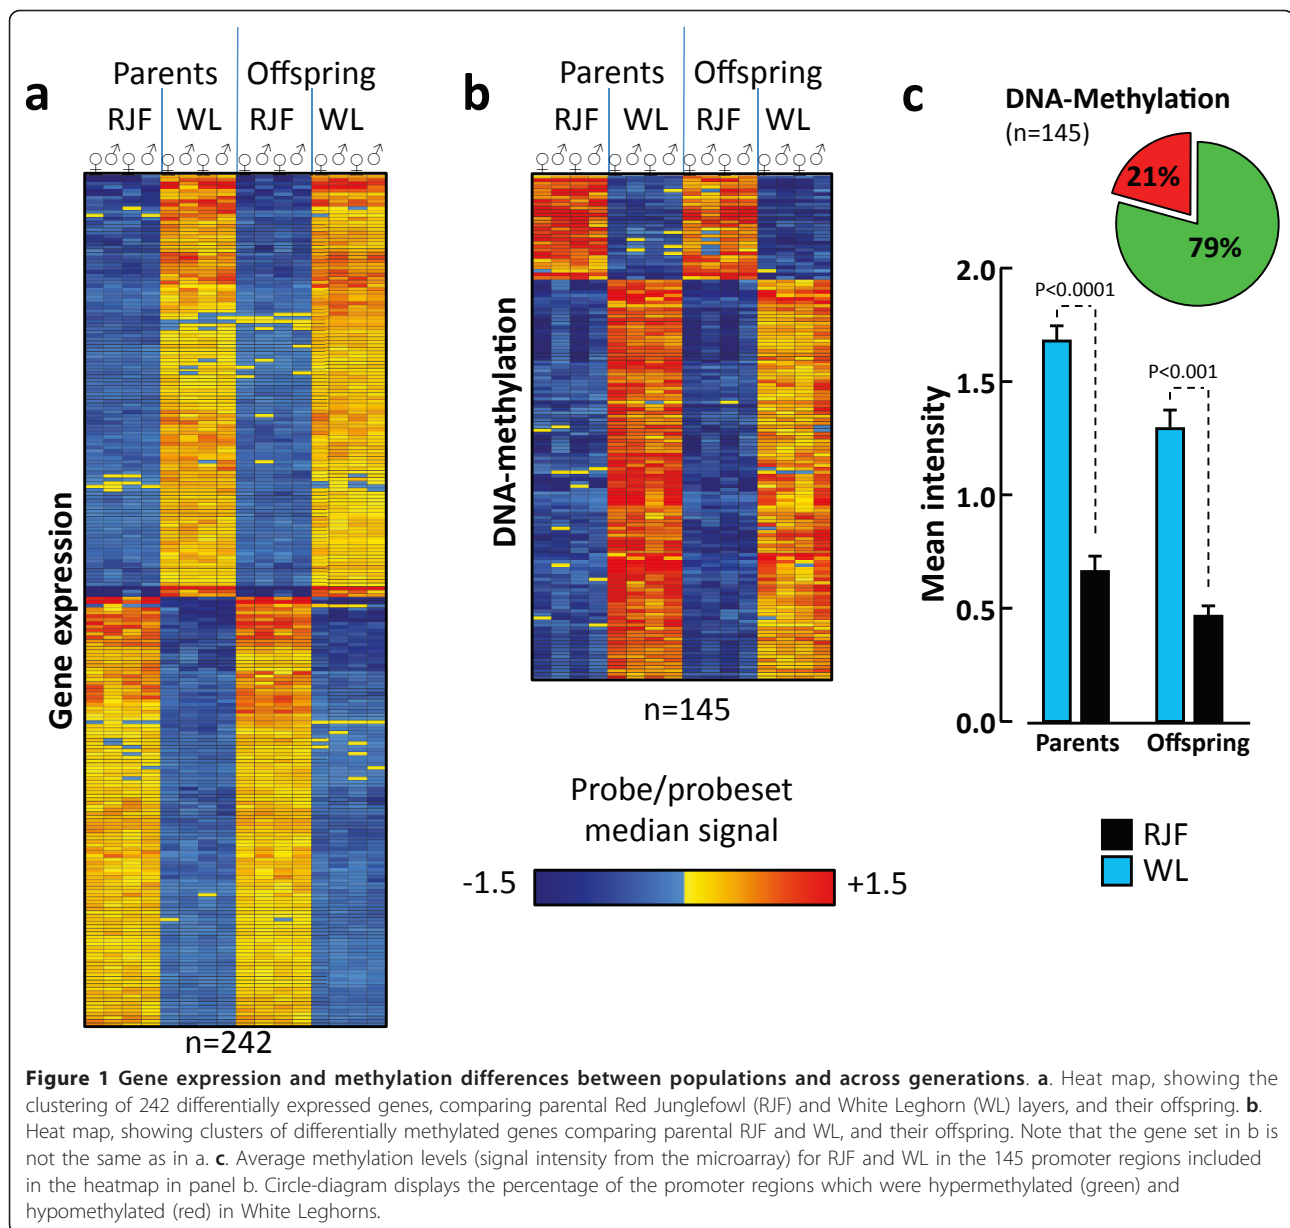 a
Parents Offspring
RJF WL RJF WL
♀ ♂ ♀ ♂ ♀ ♂ ♀ ♂ ♀ ♂ ♀ ♂ ♀ ♂ ♀ ♂
Gene expression
n=242
b
Parents Offspring
RJF WL RJF WL
♀ ♂ ♀ ♂ ♀ ♂ ♀ ♂ ♀ ♂ ♀ ♂ ♀ ♂ ♀ ♂
DNA-methylation
n=145
Probe/probeset
median signal
-1.5 +1.5
c
DNA-Methylation
(n=145)
21%
79%
Mean intensity
2.0
1.5
1.0
0.5
0.0
P<0.0001
P<0.001
Parents Offspring
RJF
WL
Figure 1 Gene expression and methylation differences between populations and across generations. a. Heat map, showing the
clustering of 242 differentially expressed genes, comparing parental Red Junglefowl (RJF) and White Leghorn (WL) layers, and their offspring. b.
Heat map, showing clusters of differentially methylated genes comparing parental RJF and WL, and their offspring. Note that the gene set in b is
not the same as in a. c. Average methylation levels (signal intensity from the microarray) for RJF and WL in the 145 promoter regions included
in the heatmap in panel b. Circle-diagram displays the percentage of the promoter regions which were hypermethylated (green) and
hypomethylated (red) in White Leghorns.